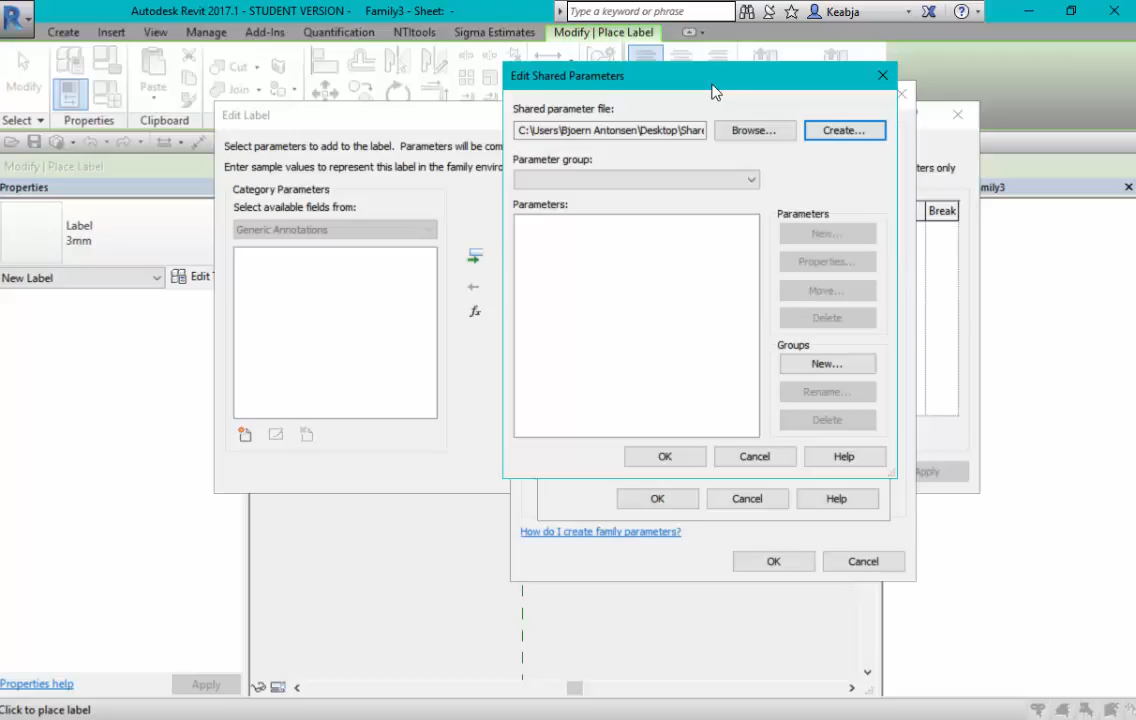 Autodesk Revit 2017.1 - STUDENT VERSION - Family3 - Sheet: -
Type a keyword or phrase
Keabja
Create Insert View Manage Add-Ins Quantification NTItools Sigma Estimates Modify | Place Label
Modify
Paste
Cut
Join
Select Properties Clipboard
Modify | Place Label
Properties
Label
3mm
New Label
Edit
Properties help
Apply
Click to place label
Edit Label
Select parameters to add to the label. Parameters will be com
Enter sample values to represent this label in the family enviro
Category Parameters
Select available fields from:
Generic Annotations
Edit Shared Parameters
Shared parameter file:
C:\Users\Bjoern Antonsen\Desktop\Share
Browse... Create...
Parameter group:
Parameters:
Parameters
New...
Properties...
Move...
Delete
Groups
New...
Rename...
Delete
OK Cancel Help
OK Cancel Help
How do I create family parameters?
OK Cancel
ters only
Break
Apply
mily3